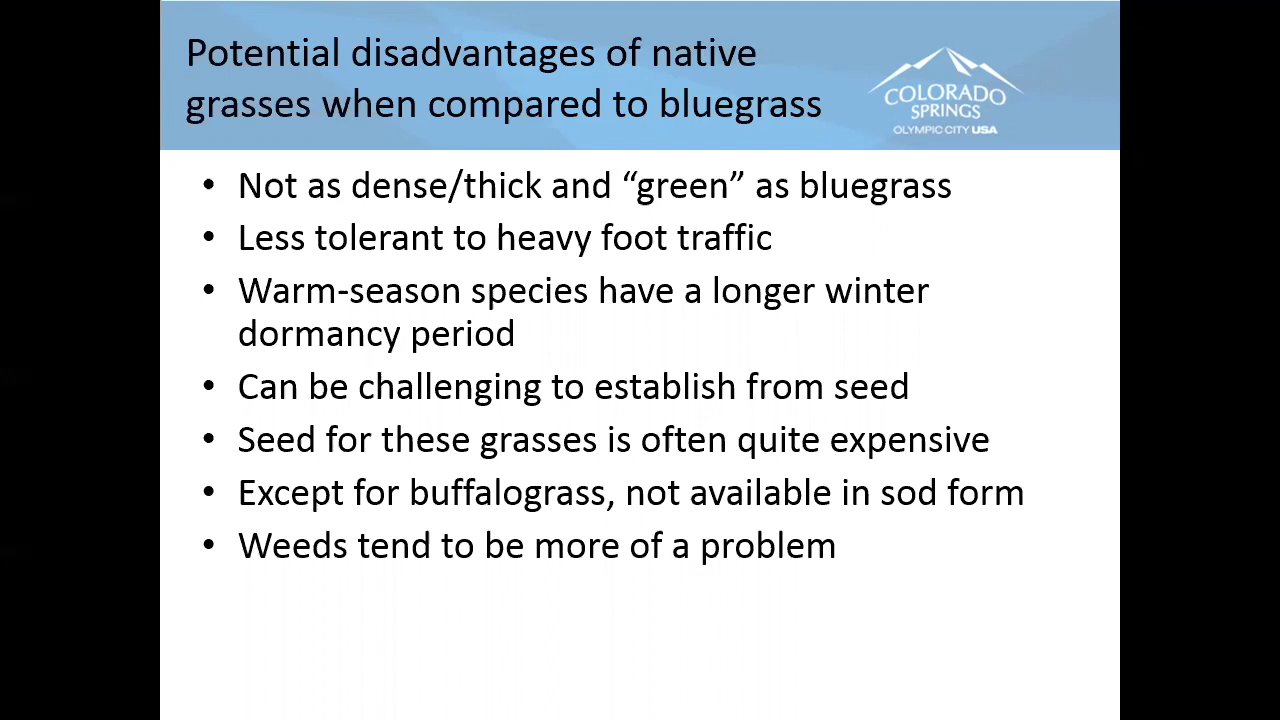 Potential disadvantages of native
grasses when compared to bluegrass
COLORADO
SPRINGS
OLYMPIC CITY USA
• Not as dense/thick and “green” as bluegrass
• Less tolerant to heavy foot traffic
• Warm-season species have a longer winter
dormancy period
• Can be challenging to establish from seed
• Seed for these grasses is often quite expensive
• Except for buffalograss, not available in sod form
• Weeds tend to be more of a problem